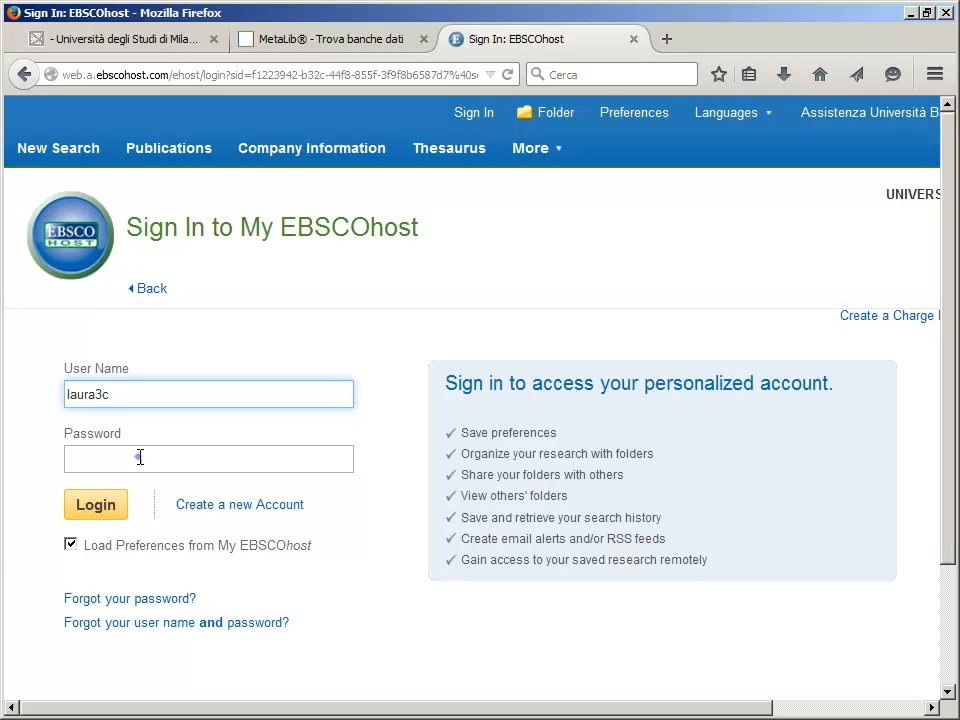 Sign In: EBSCOhost - Mozilla Firefox
- Università degli Studi di Mila...
MetaLib® - Trova banche dati
Sign In: EBSCOhost
web.a.ebscohost.com/ehost/login?sid=f1223942-b32c-44f8-855f-3f9f8b6587d7%40s
Cerca
Sign In
Folder
Preferences
Languages
Assistenza Università B
New Search
Publications
Company Information
Thesaurus
More
UNIVERS
EBSCO
HOST
Sign In to My EBSCOhost
Back
Create a Charge
User Name
laura3c
Password
Login
Create a new Account
Load Preferences from My EBSCOhost
Forgot your password?
Forgot your user name and password?
Sign in to access your personalized account.
Save preferences
Organize your research with folders
Share your folders with others
View others' folders
Save and retrieve your search history
Create email alerts and/or RSS feeds
Gain access to your saved research remotely